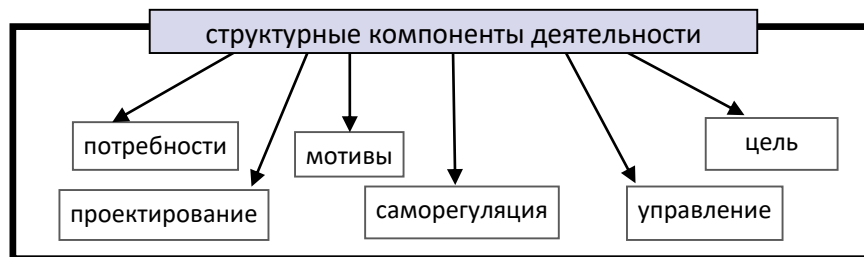 структурные компоненты деятельности
потребности
мотивы
цель
проектирование
саморегуляция
управление